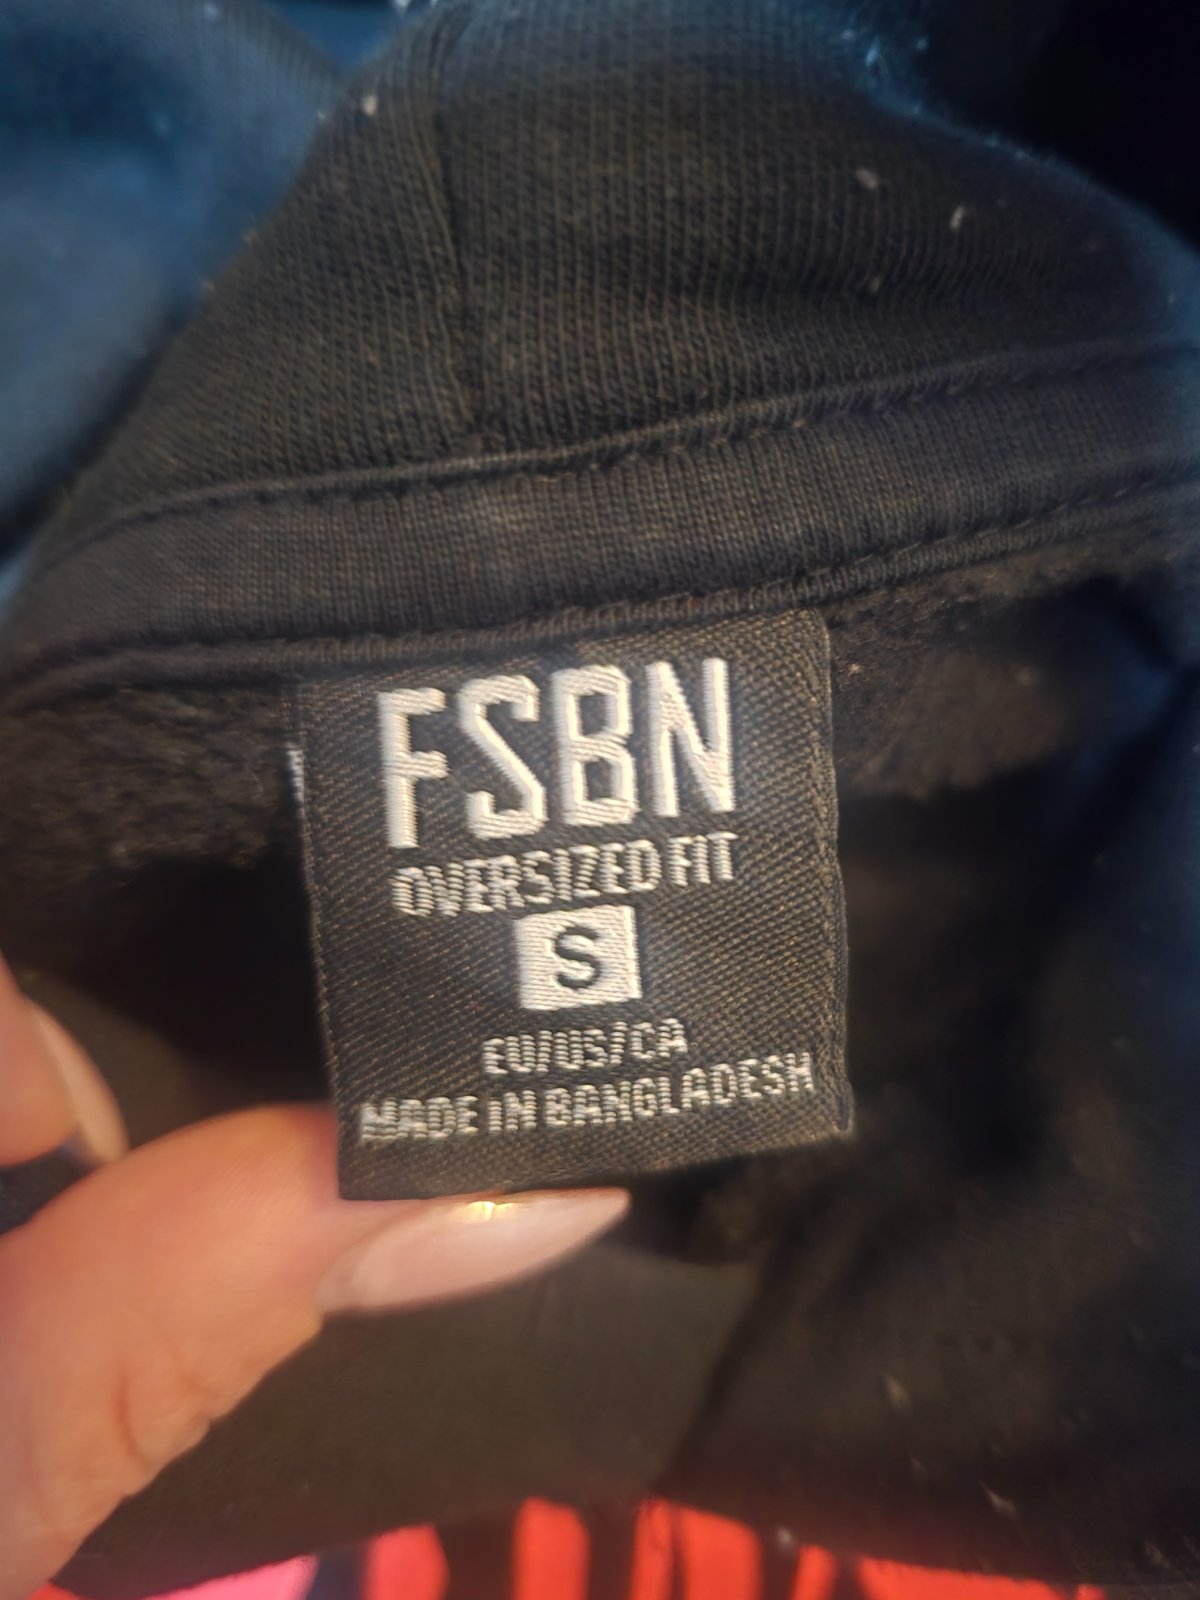 FSBN
OVERSIZED FIT
S
EU/US/CA
MADE IN BANGLADESH